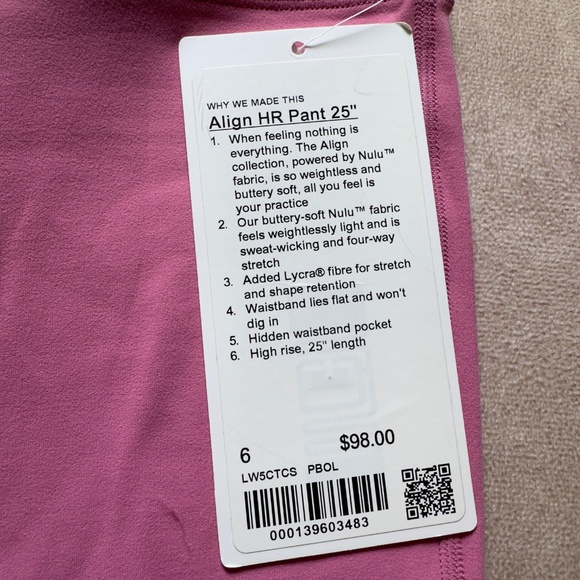 WHY WE MADE THIS
Align HR Pant 25"
1. When feeling nothing is
everything. The Align
collection, powered by Nulu™
fabric, is so weightless and
buttery soft, all you feel is
your practice
2. Our buttery-soft Nulu™ fabric
feels weightlessly light and is
sweat-wicking and four-way
stretch
3. Added Lycra® fibre for stretch
and shape retention
4. Waistband lies flat and won't
dig in
5. Hidden waistband pocket
6. High rise, 25" length
6 $98.00
LW5CTCS PBOL
000139603483